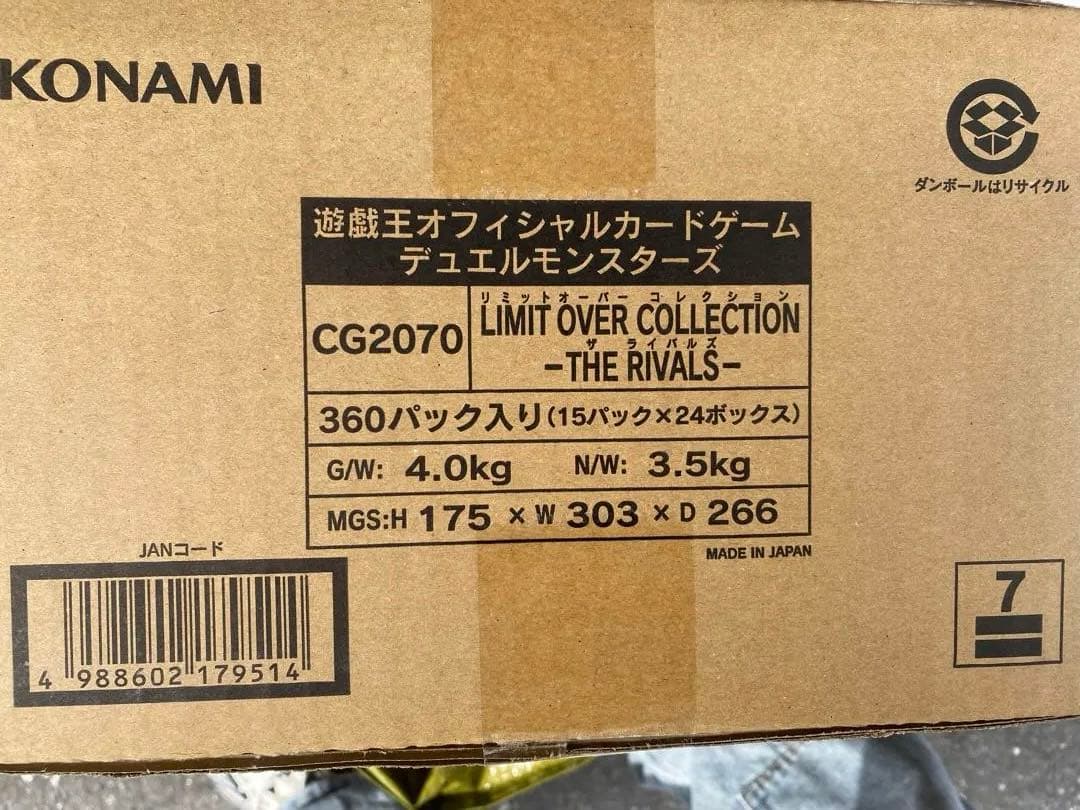 KONAMI
ダンボールはリサイクル
遊戯王オフィシャルカードゲーム
デュエルモンスターズ
CG2070
リミットオーバー コレクション
LIMIT OVER COLLECTION
ザ ライバルズ
-THE RIVALS-
360パック入り(15パック×24ボックス)
G/W: 4.0kg N/W: 3.5kg
MGS:H 175 × W 303 × D 266
MADE IN JAPAN
JANコード
4 988602 179514
7